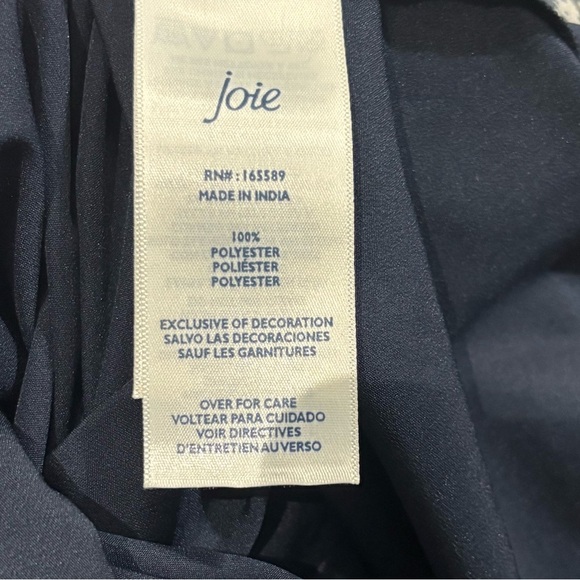 joie
RN#: 165589
MADE IN INDIA
100%
POLYESTER
POLIÉSTER
POLYESTER
EXCLUSIVE OF DECORATION
SALVO LAS DECORACIONES
SAUF LES GARNITURES
OVER FOR CARE
VOLTEAR PARA CUIDADO
VOIR DIRECTIVES
D'ENTRETIEN AU VERSO